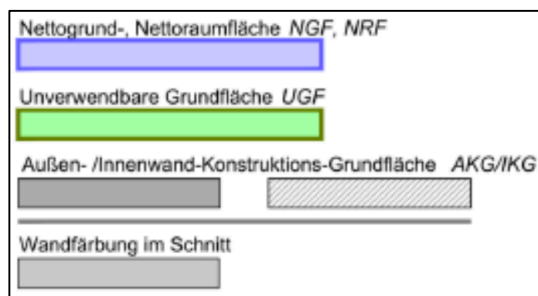 Nettogrund-, Nettoraumfläche NGF, NRF
Unverwendbare Grundfläche UGF
Außen- /Innenwand-Konstruktions-Grundfläche AKG/IKG
Wandfärbung im Schnitt